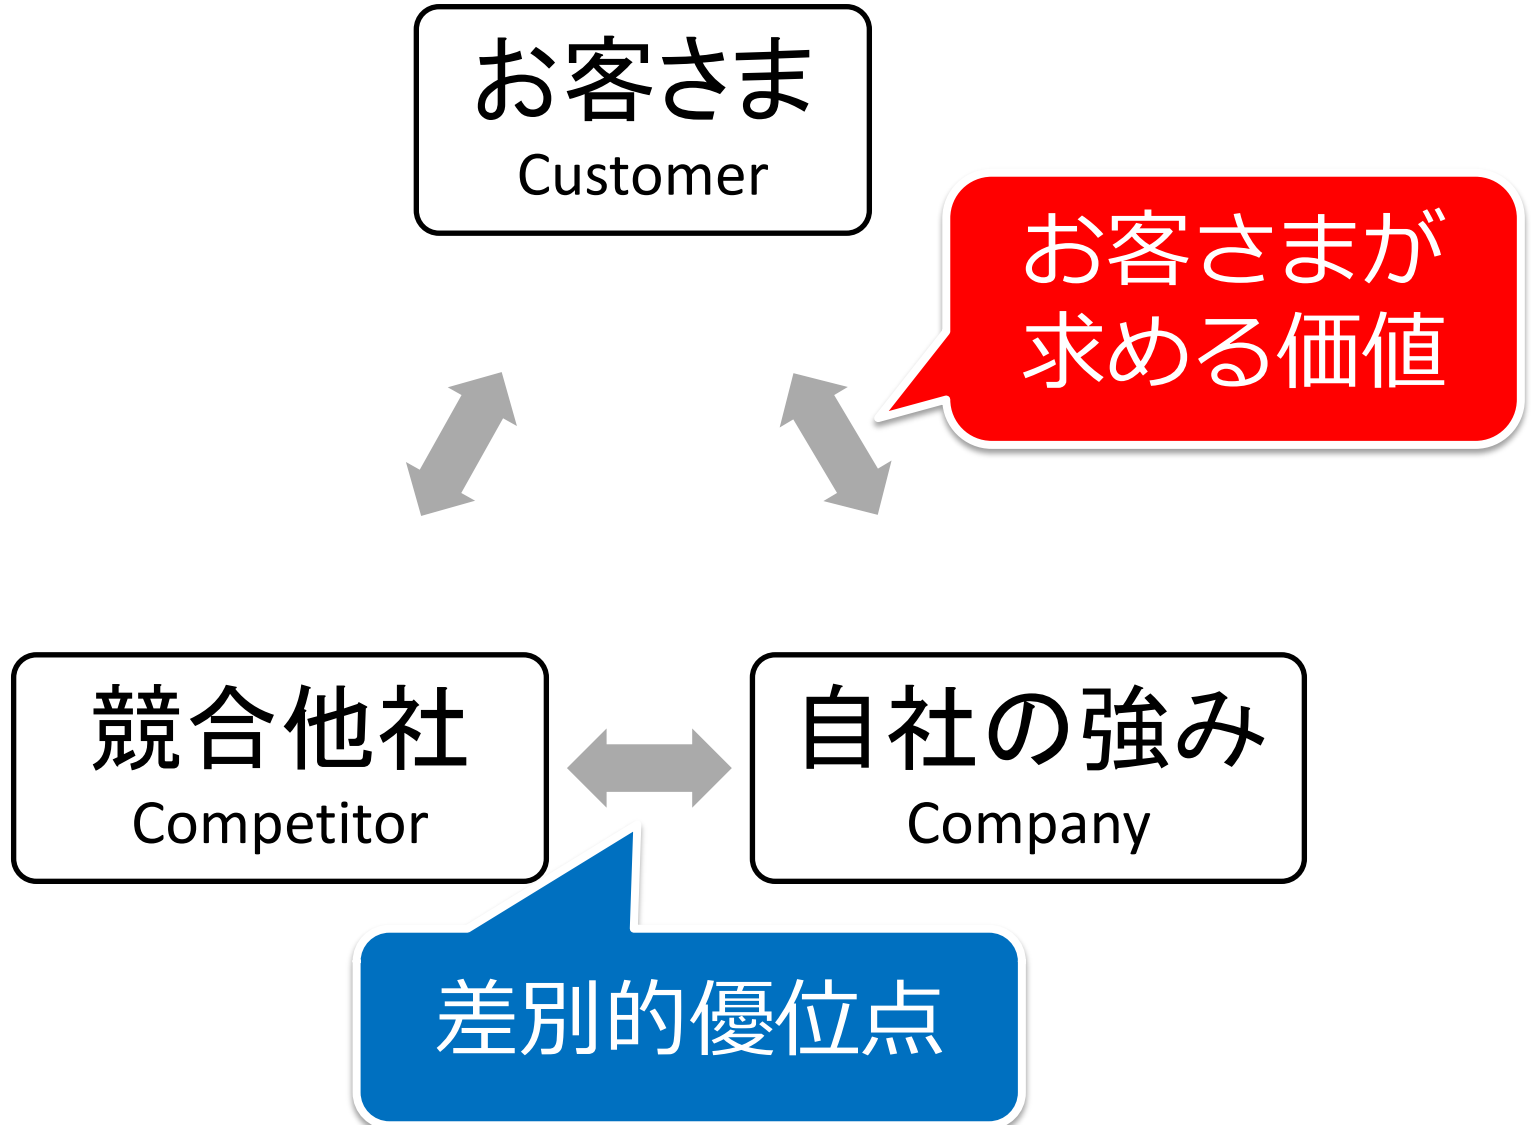 お客さま
Customer
お客さまが
求める価値
競合他社
Competitor
自社の強み
Company
差別的優位点